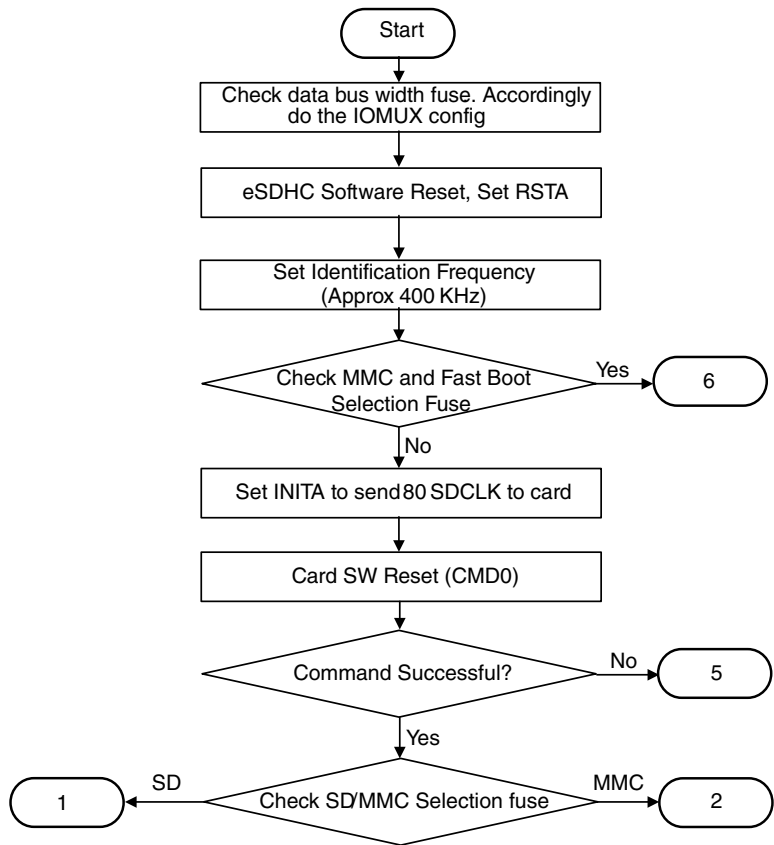 Start
Check data bus width fuse. Accordingly
do the IOMUX config
eSDHC Software Reset, Set RSTA
Set Identification Frequency
(Approx 400 KHz)
Check MMC and Fast Boot
Selection Fuse
Yes
6
No
Set INITA to send 80 SDCLK to card
Card SW Reset (CMD0)
Command Successful?
No
5
Yes
SD
MMC
1
Check SD/MMC Selection fuse
2